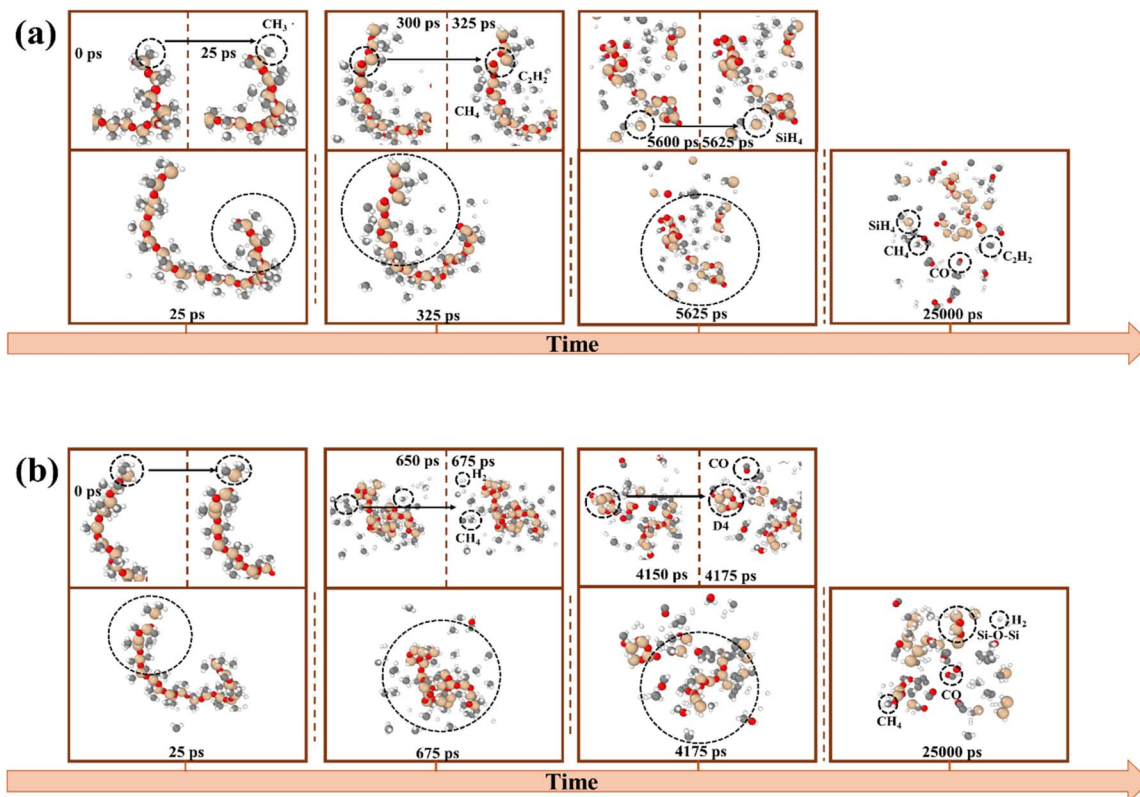 (a)
CH₃
0 ps
25 ps
300 ps
325 ps
C₂H₂
CH₄
5600 ps
5625 ps
SiH₄
25 ps
325 ps
5625 ps
SiH₄
CH₄
CO
C₂H₂
25000 ps
Time
(b)
0 ps
650 ps
675 ps
H
CH₄
CO
D4
4150 ps
4175 ps
25 ps
675 ps
4175 ps
H₂
Si-O-Si
CO
CH₄
25000 ps
Time